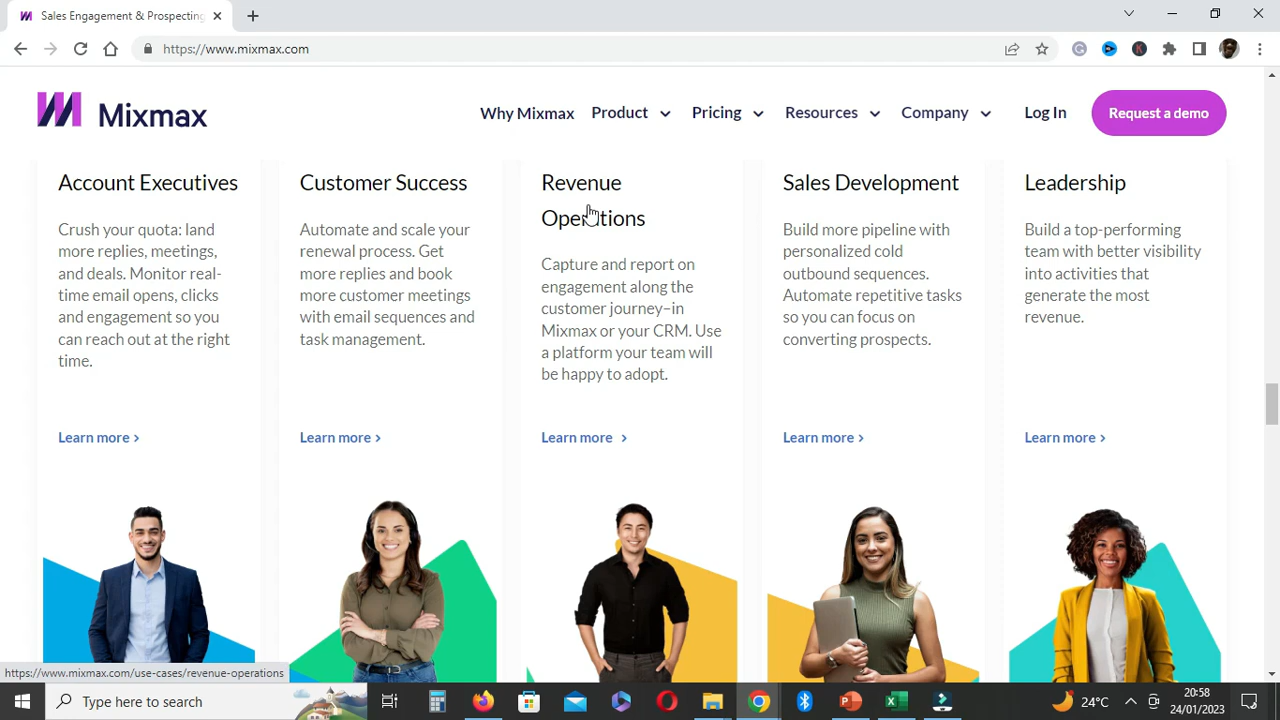 Sales Engagement & Prospecting
https://www.mixmax.com
Mixmax
Why Mixmax
Product
Pricing
Resources
Company
Log In
Request a demo
Account Executives
Crush your quota: land
more replies, meetings,
and deals. Monitor real-
time email opens, clicks
and engagement so you
can reach out at the right
time.
Learn more
Customer Success
Automate and scale your
renewal process. Get
more replies and book
more customer meetings
with email sequences and
task management.
Learn more
Revenue
Operations
Capture and report on
engagement along the
customer journey–in
Mixmax or your CRM. Use
a platform your team will
be happy to adopt.
Learn more
Sales Development
Build more pipeline with
personalized cold
outbound sequences.
Automate repetitive tasks
so you can focus on
converting prospects.
Learn more
Leadership
Build a top-performing
team with better visibility
into activities that
generate the most
revenue.
Learn more
https://www.mixmax.com/use-cases/revenue-operations
Type here to search
24°C
20:58
24/01/2023